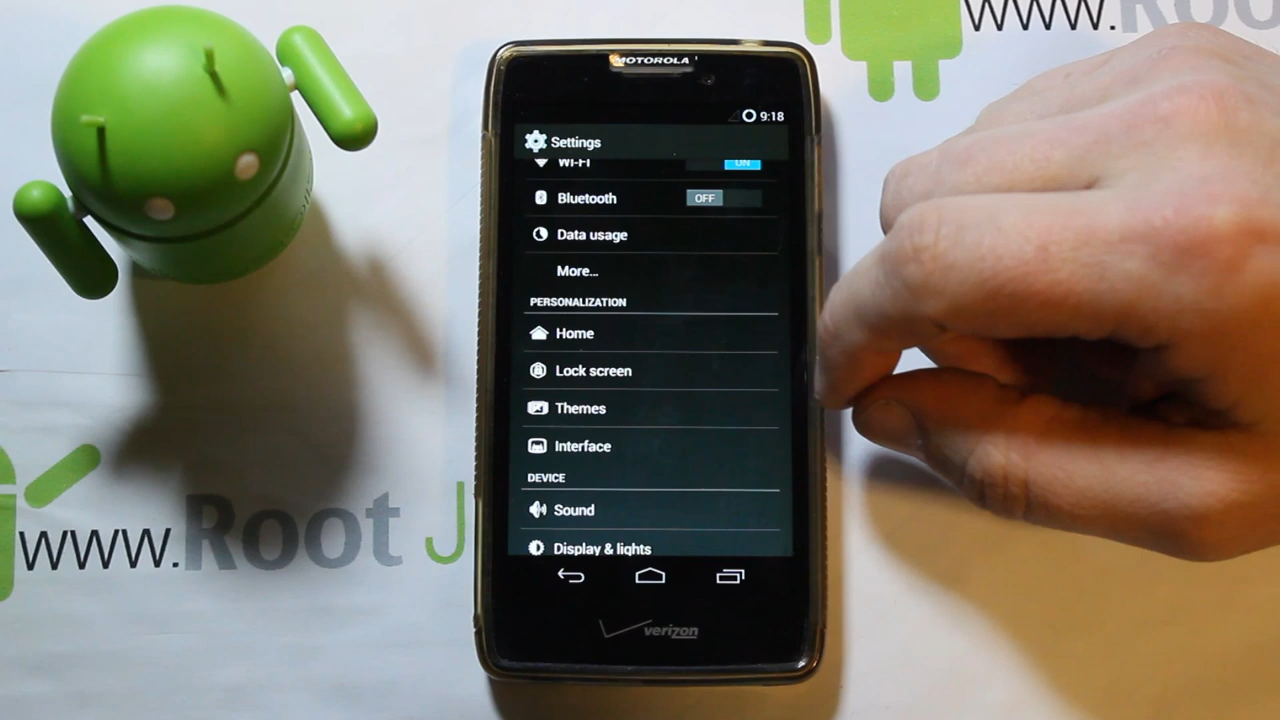 www.Ro
MOTOROLA
9:18
Settings
Wi-Fi ON
Bluetooth OFF
Data usage
More...
PERSONALIZATION
Home
Lock screen
Themes
Interface
DEVICE
Sound
Display & lights
www.Root J
verizon